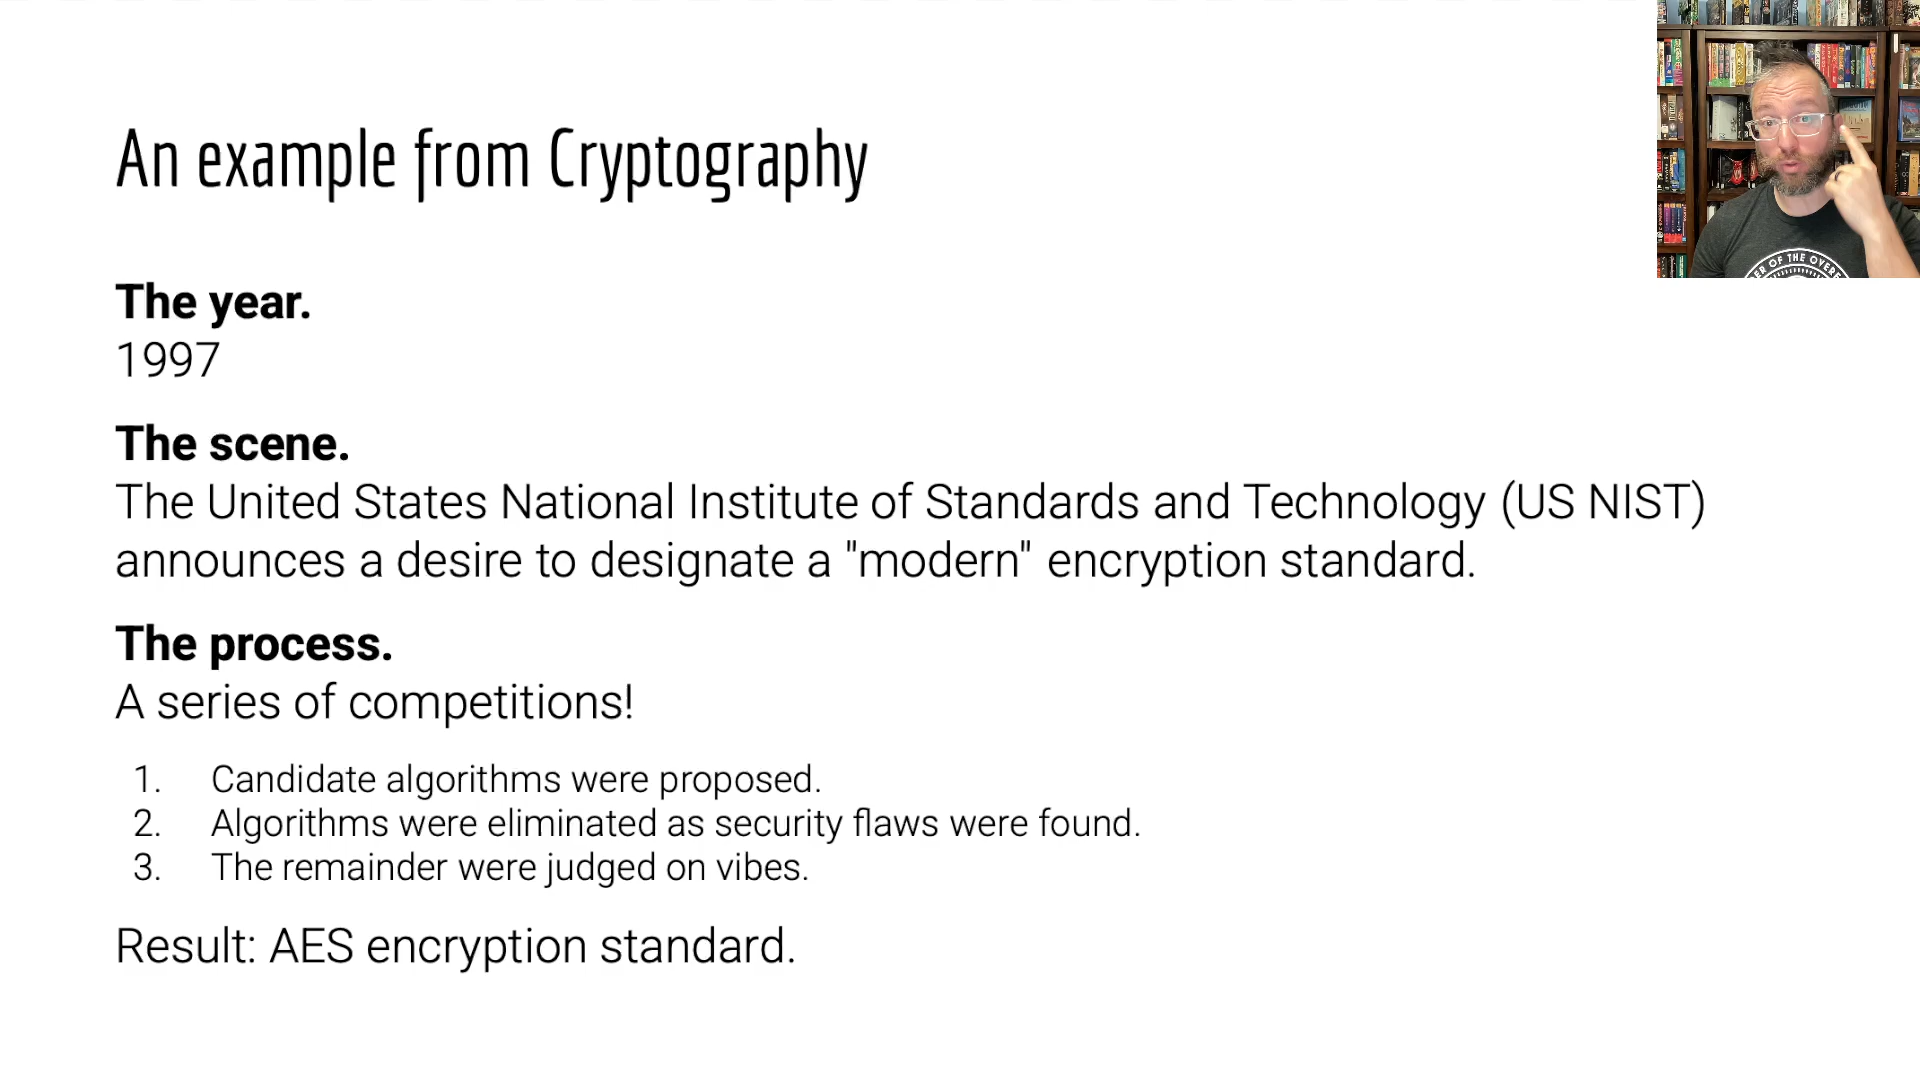 An example from Cryptography
The year.
1997
The scene.
The United States National Institute of Standards and Technology (US NIST)
announces a desire to designate a "modern" encryption standard.
The process.
A series of competitions!
1. Candidate algorithms were proposed.
2. Algorithms were eliminated as security flaws were found.
3. The remainder were judged on vibes.
Result: AES encryption standard.
OF THE